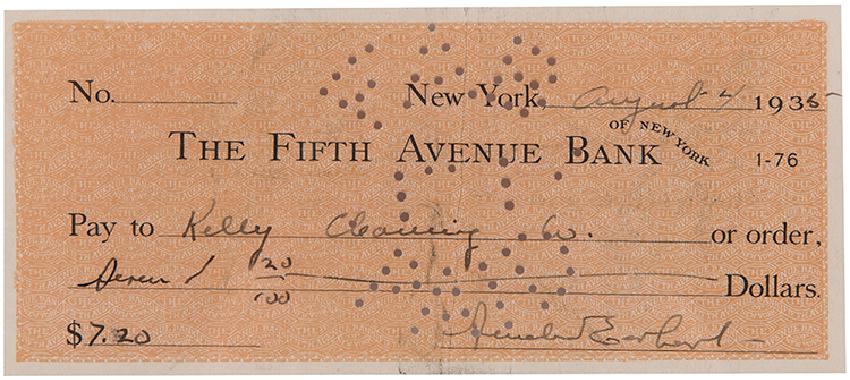 No. New York, August 4 1935
THE FIFTH AVENUE BANK OF NEW YORK 1-76
Pay to Kelly Cleaning Co. or order,
Seven / 20/100 Dollars.
$7.20 Amelia Earhart